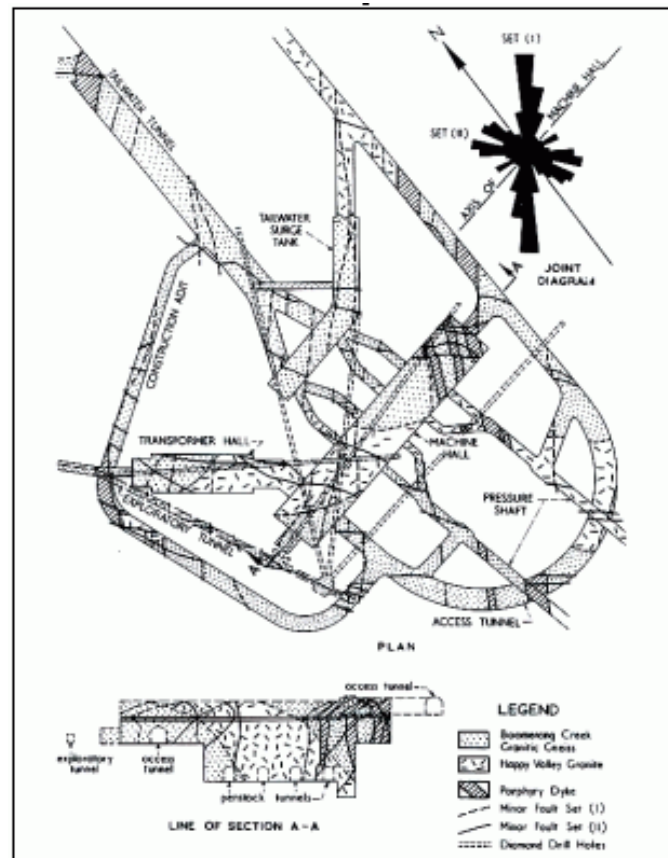 SET (I)
N
MACHINE HALL
SET (II)
AXIS OF
A
JOINT
DIAGRAM
TAILWATER TUNNEL
TAILWATER
SURGE
TANK
CONSTRUCTION ADIT
TRANSFORMER HALL
MACHINE
HALL
EXPLORATORY TUNNEL
PRESSURE
SHAFT
A
ACCESS TUNNEL
PLAN
access tunnel
exploratory
tunnel
access
tunnel
penstock tunnels
LINE OF SECTION A-A
LEGEND
Boomerang Creek
Granitic Gneiss
Happy Valley Granite
Porphyry Dyke
Minor Fault Set (I)
Minor Fault Set (II)
Diamond Drill Holes